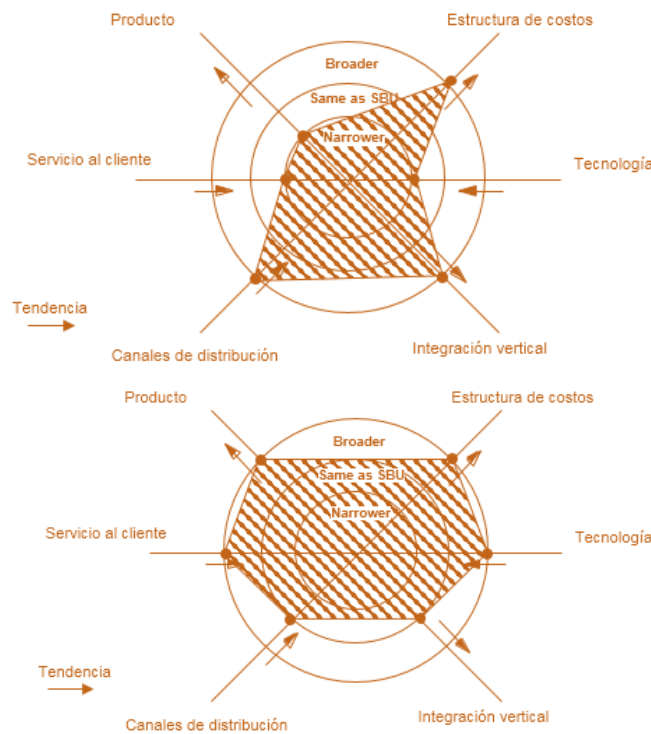 Producto
Estructura de costos
Broader
Same as SBU
Narrower
Servicio al cliente
Tecnología
Tendencia
Canales de distribución
Integración vertical
Producto
Estructura de costos
Broader
Same as SBU
Narrower
Servicio al cliente
Tecnología
Tendencia
Canales de distribución
Integración vertical